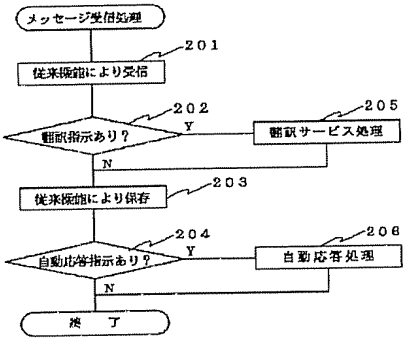 メッセージ受信処理
201
従来機能により受信
202
翻訳指示あり?
Y
205
翻訳サービス処理
N
203
従来機能により保存
204
自動応答指示あり?
Y
206
自動応答処理
N
終 了